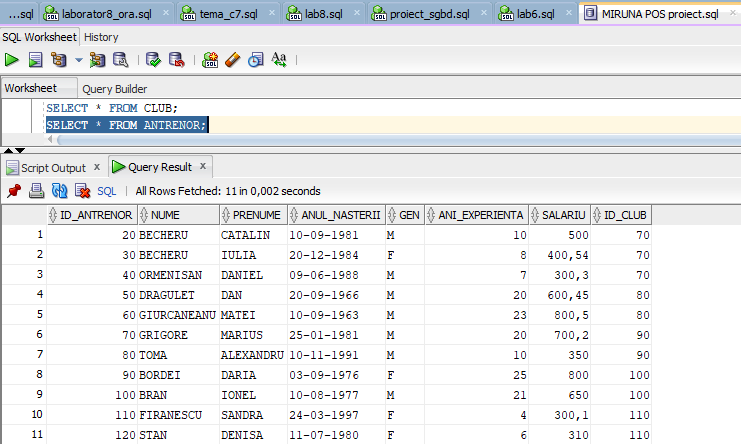 ...sql laborator8_ora.sql tema_c7.sql lab8.sql proiect_sgbd.sql lab6.sql MIRUNA POS proiect.sql
SQL Worksheet History
Worksheet Query Builder
SELECT * FROM CLUB;
SELECT * FROM ANTRENOR;
Script Output x Query Result x
SQL All Rows Fetched: 11 in 0,002 seconds
ID_ANTRENOR NUME PRENUME ANUL_NASTERII GEN ANI_EXPERIENTA SALARIU ID_CLUB
1 20 BECHERU CATALIN 10-09-1981 M 10 500 70
2 30 BECHERU IULIA 20-12-1984 F 8 400,54 70
3 40 ORMENISAN DANIEL 09-06-1988 M 7 300,3 70
4 50 DRAGULET DAN 20-09-1966 M 20 600,45 80
5 60 GIURCANEANU MATEI 10-09-1963 M 23 800,5 80
6 70 GRIGORE MARIUS 25-01-1981 M 20 700,2 90
7 80 TOMA ALEXANDRU 10-11-1991 M 10 350 90
8 90 BORDEI DARIA 03-09-1976 F 25 800 100
9 100 BRAN IONEL 10-08-1977 M 21 650 100
10 110 FIRANESCU SANDRA 24-03-1997 F 4 300,1 110
11 120 STAN DENISA 11-07-1980 F 6 310 110